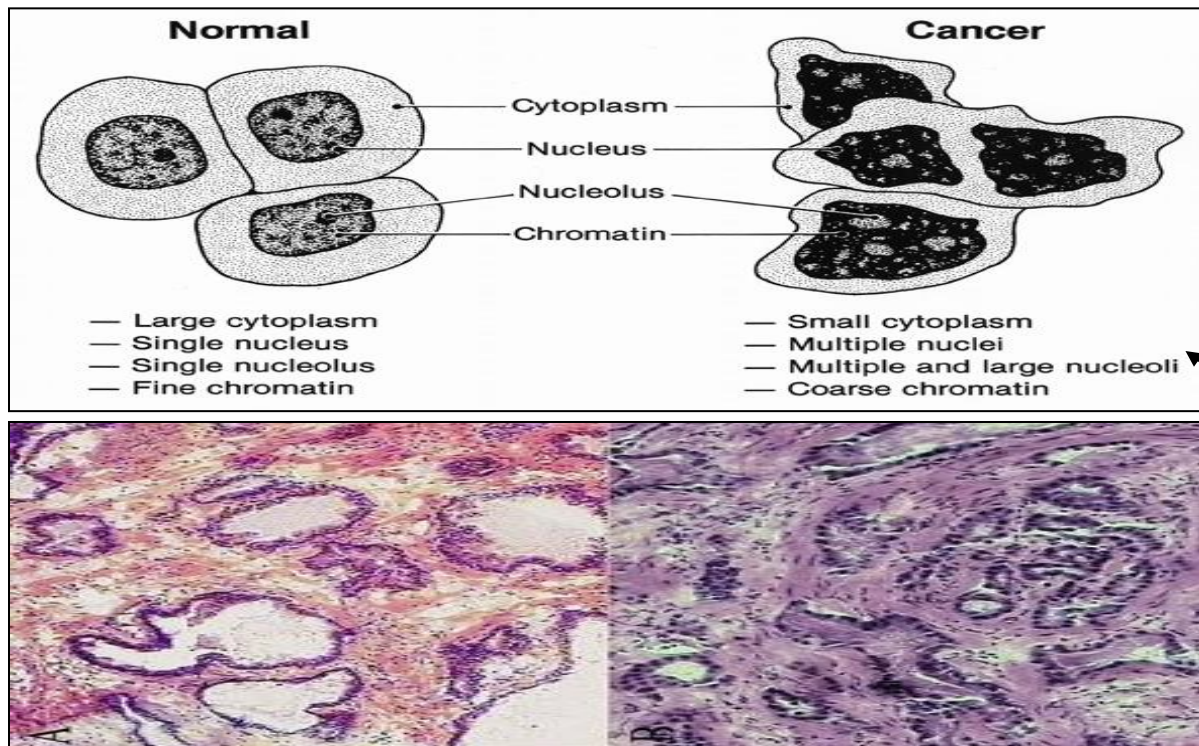 Normal
Cancer
Cytoplasm
Nucleus
Nucleolus
Chromatin
— Large cytoplasm
— Single nucleus
— Single nucleolus
— Fine chromatin
— Small cytoplasm
— Multiple nuclei
— Multiple and large nucleoli
— Coarse chromatin
A
B